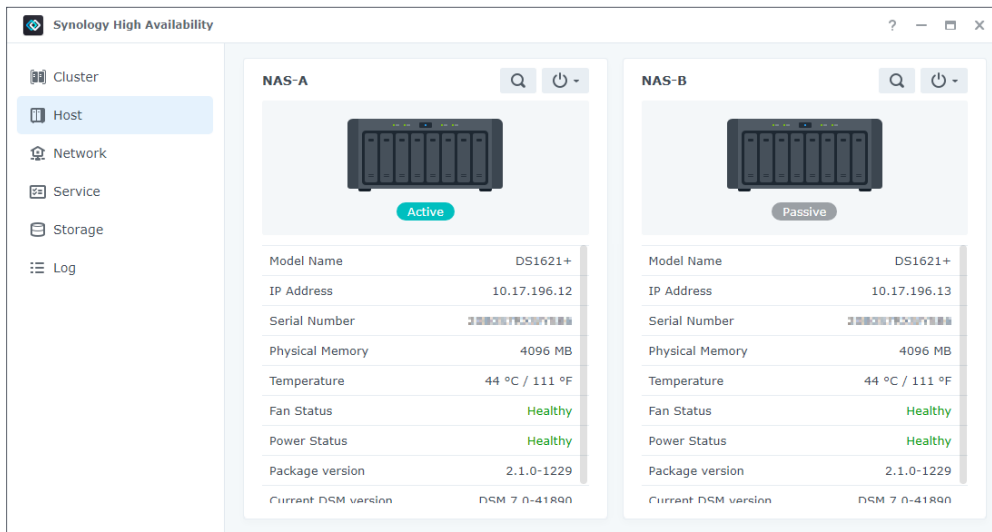 Synology High Availability
Cluster
Host
Network
Service
Storage
Log
NAS-A
Active
Model Name DS1621+
IP Address 10.17.196.12
Serial Number
Physical Memory 4096 MB
Temperature 44 °C / 111 °F
Fan Status Healthy
Power Status Healthy
Package version 2.1.0-1229
Current DSM version DSM 7.0-41890
NAS-B
Passive
Model Name DS1621+
IP Address 10.17.196.13
Serial Number
Physical Memory 4096 MB
Temperature 44 °C / 111 °F
Fan Status Healthy
Power Status Healthy
Package version 2.1.0-1229
Current DSM version DSM 7.0-41890